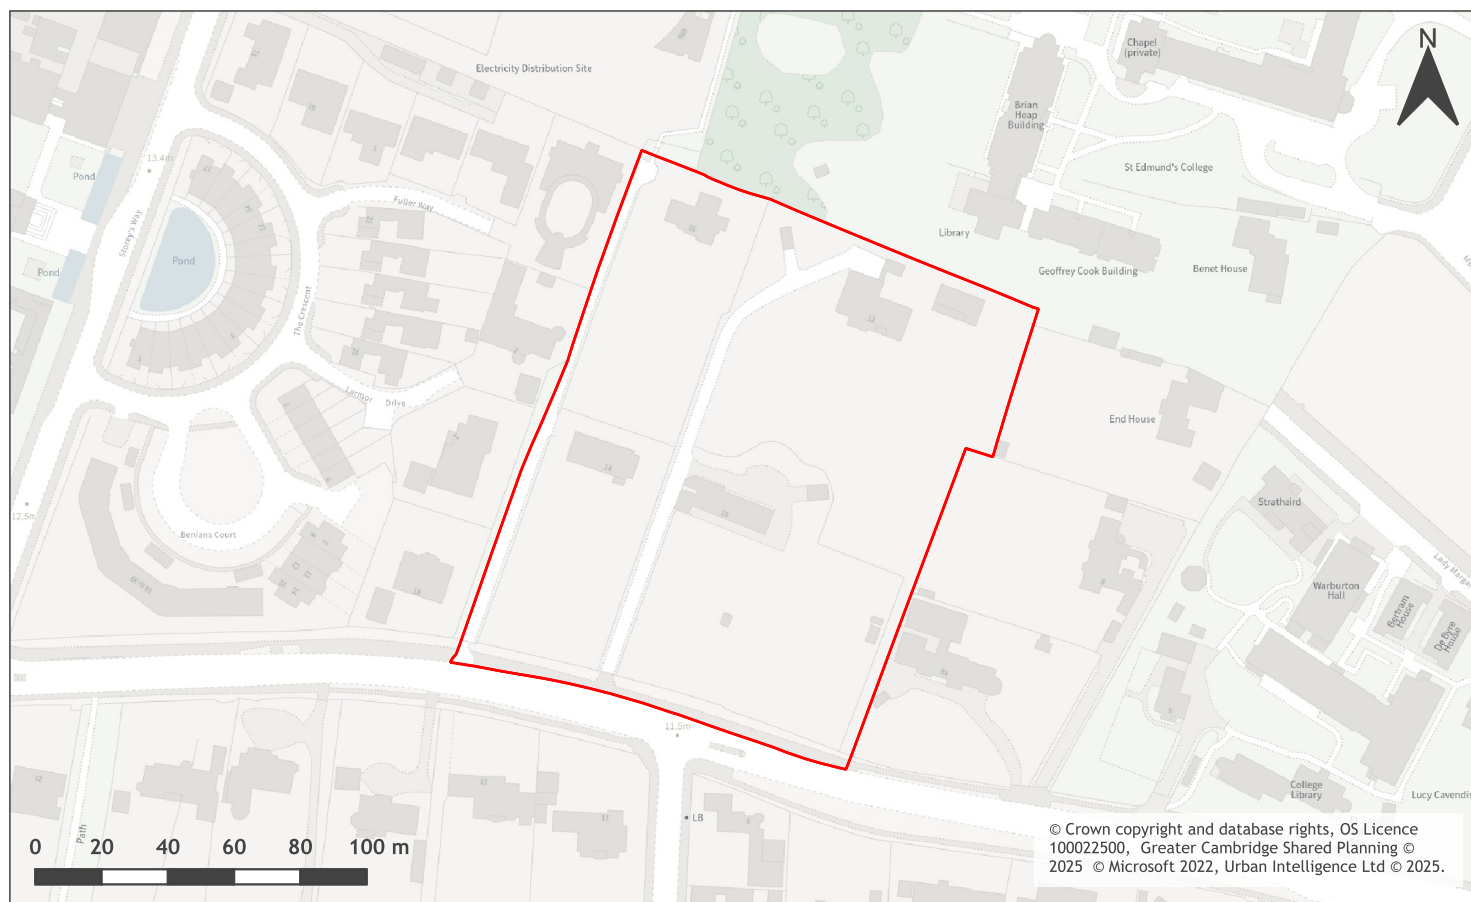 N
Chapel
(private)
Electricity Distribution Site
Brian
Heap
Building
13.4m
St Edmund's College
Pond
Fuller Way
Storey's Way
Library
Pond
Pond
Geoffrey Cook Building
Benet House
The Crescent
Larmor Drive
End House
Strathaird
12.5m
Benians Court
Warburton
Hall
Bertram
House
De Byre
House
11.5m
College
Library
LB
Path
0 20 40 60 80 100 m
© Crown copyright and database rights, OS Licence
100022500, Greater Cambridge Shared Planning ©
2025 © Microsoft 2022, Urban Intelligence Ltd © 2025.